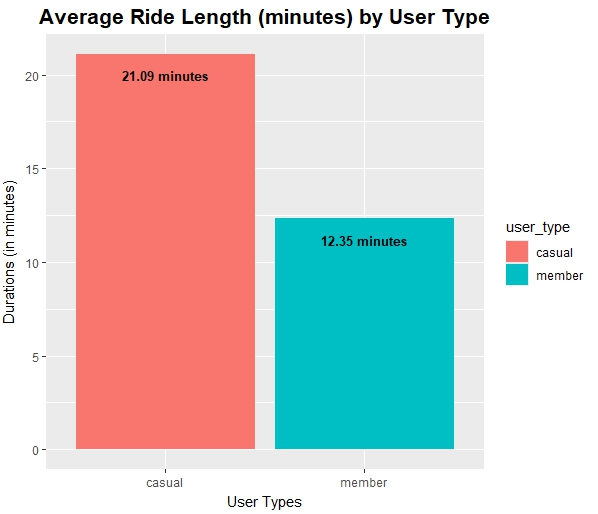 Average Ride Length (minutes) by User Type
Durations (in minutes)
20
15
10
5
0
21.09 minutes
12.35 minutes
casual
member
User Types
user_type
casual
member